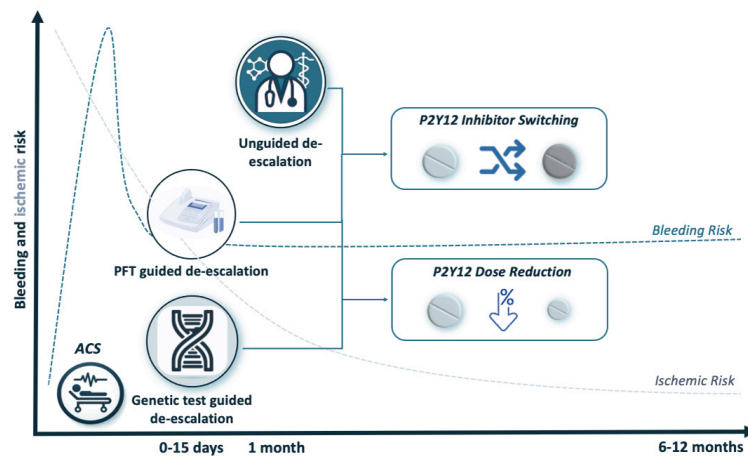 Bleeding and ischemic risk
Unguided de-
escalation
P2Y12 Inhibitor Switching
PFT guided de-escalation
Bleeding Risk
P2Y12 Dose Reduction
%
ACS
Genetic test guided
de-escalation
Ischemic Risk
0-15 days
1 month
6-12 months